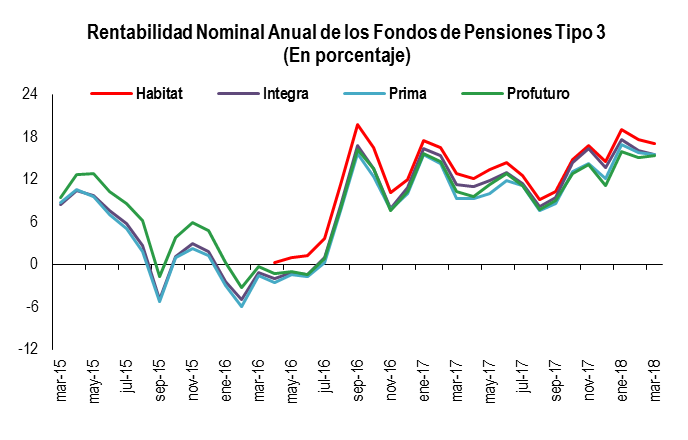 Rentabilidad Nominal Anual de los Fondos de Pensiones Tipo 3
(En porcentaje)
24
Habitat Integra Prima Profuturo
18
12
6
0
-6
-12
mar-15 may-15 jul-15 sep-15 nov-15 ene-16 mar-16 may-16 jul-16 sep-16 nov-16 ene-17 mar-17 may-17 jul-17 sep-17 nov-17 ene-18 mar-18